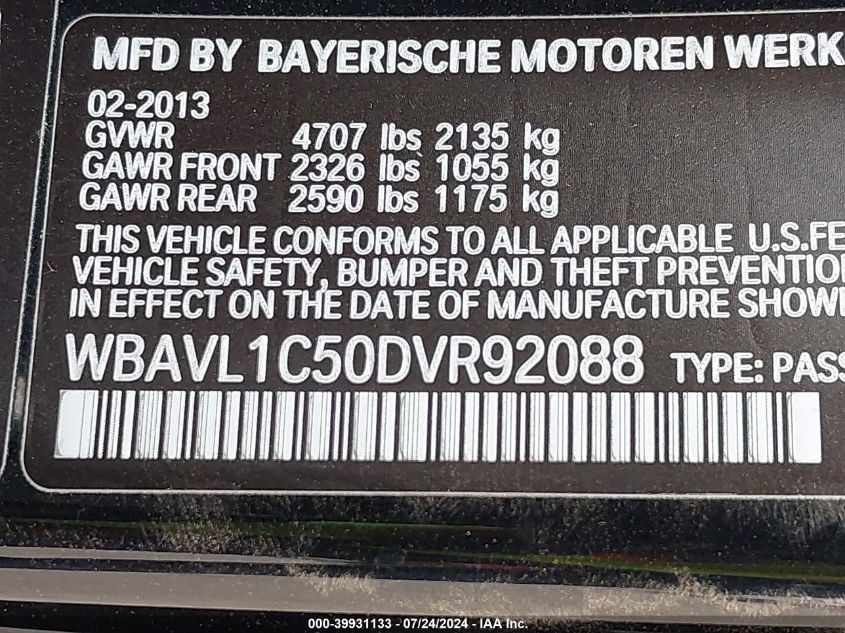 MFD BY BAYERISCHE MOTOREN WERK
02-2013
GVWR 4707 lbs 2135 kg
GAWR FRONT 2326 lbs 1055 kg
GAWR REAR 2590 lbs 1175 kg
THIS VEHICLE CONFORMS TO ALL APPLICABLE U.S.FE
VEHICLE SAFETY, BUMPER AND THEFT PREVENTION
IN EFFECT ON THE DATE OF MANUFACTURE SHOW
WBAVL1C50DVR92088 TYPE: PASS
000-39931133 - 07/24/2024 - IAA Inc.